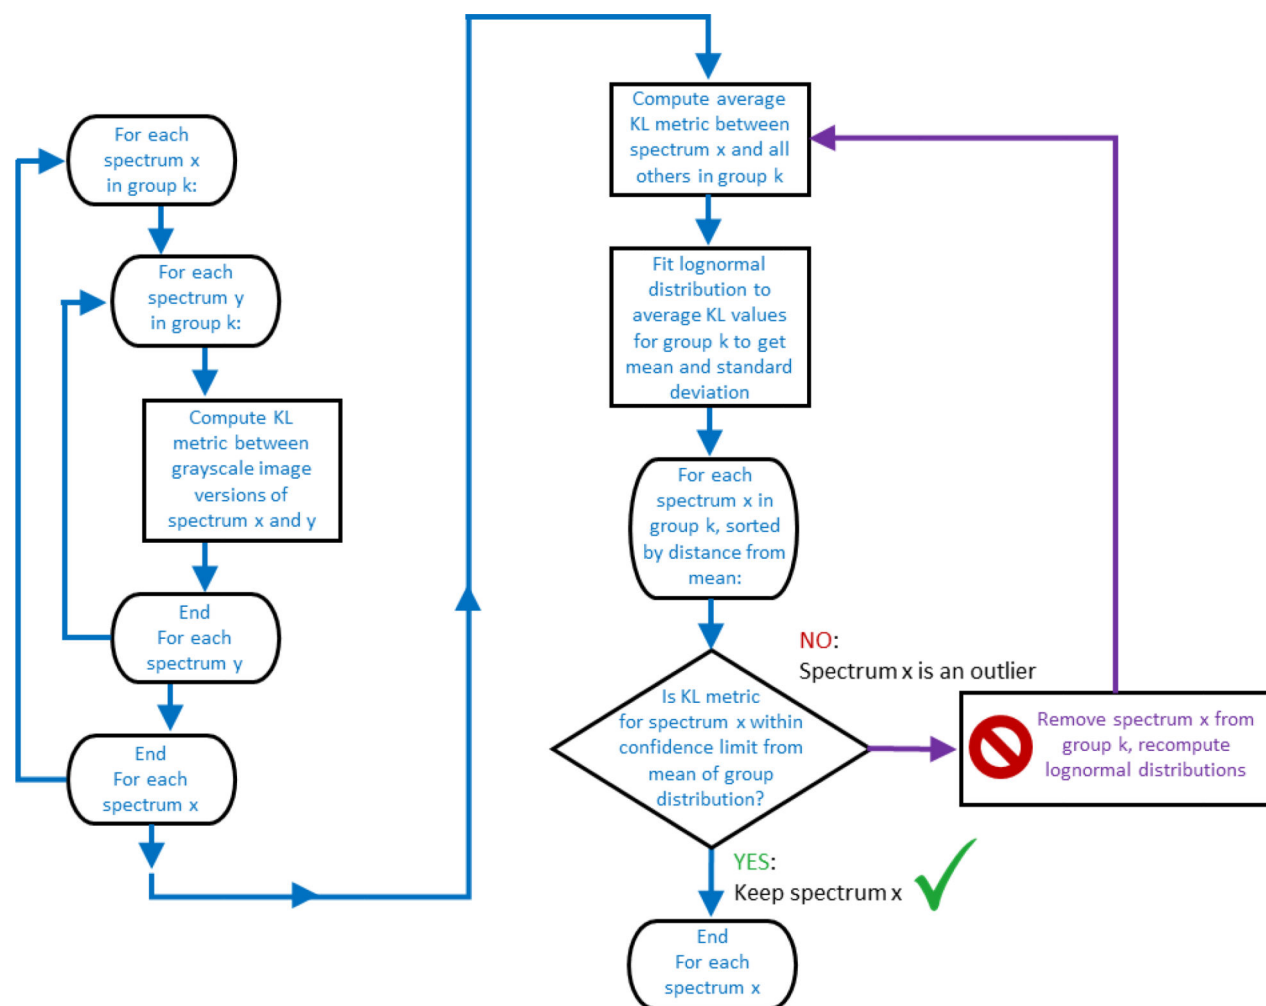 For each
spectrum x
in group k:
For each
spectrum y
in group k:
Compute KL
metric between
grayscale image
versions of
spectrum x and y
End
For each
spectrum y
End
For each
spectrum x
Compute average
KL metric between
spectrum x and all
others in group k
Fit lognormal
distribution to
average KL values
for group k to get
mean and standard
deviation
For each
spectrum x in
group k, sorted
by distance from
mean:
Is KL metric
for spectrum x within
confidence limit from
mean of group
distribution?
NO:
Spectrum x is an outlier
Remove spectrum x from
group k, recompute
lognormal distributions
YES:
Keep spectrum x
End
For each
spectrum x